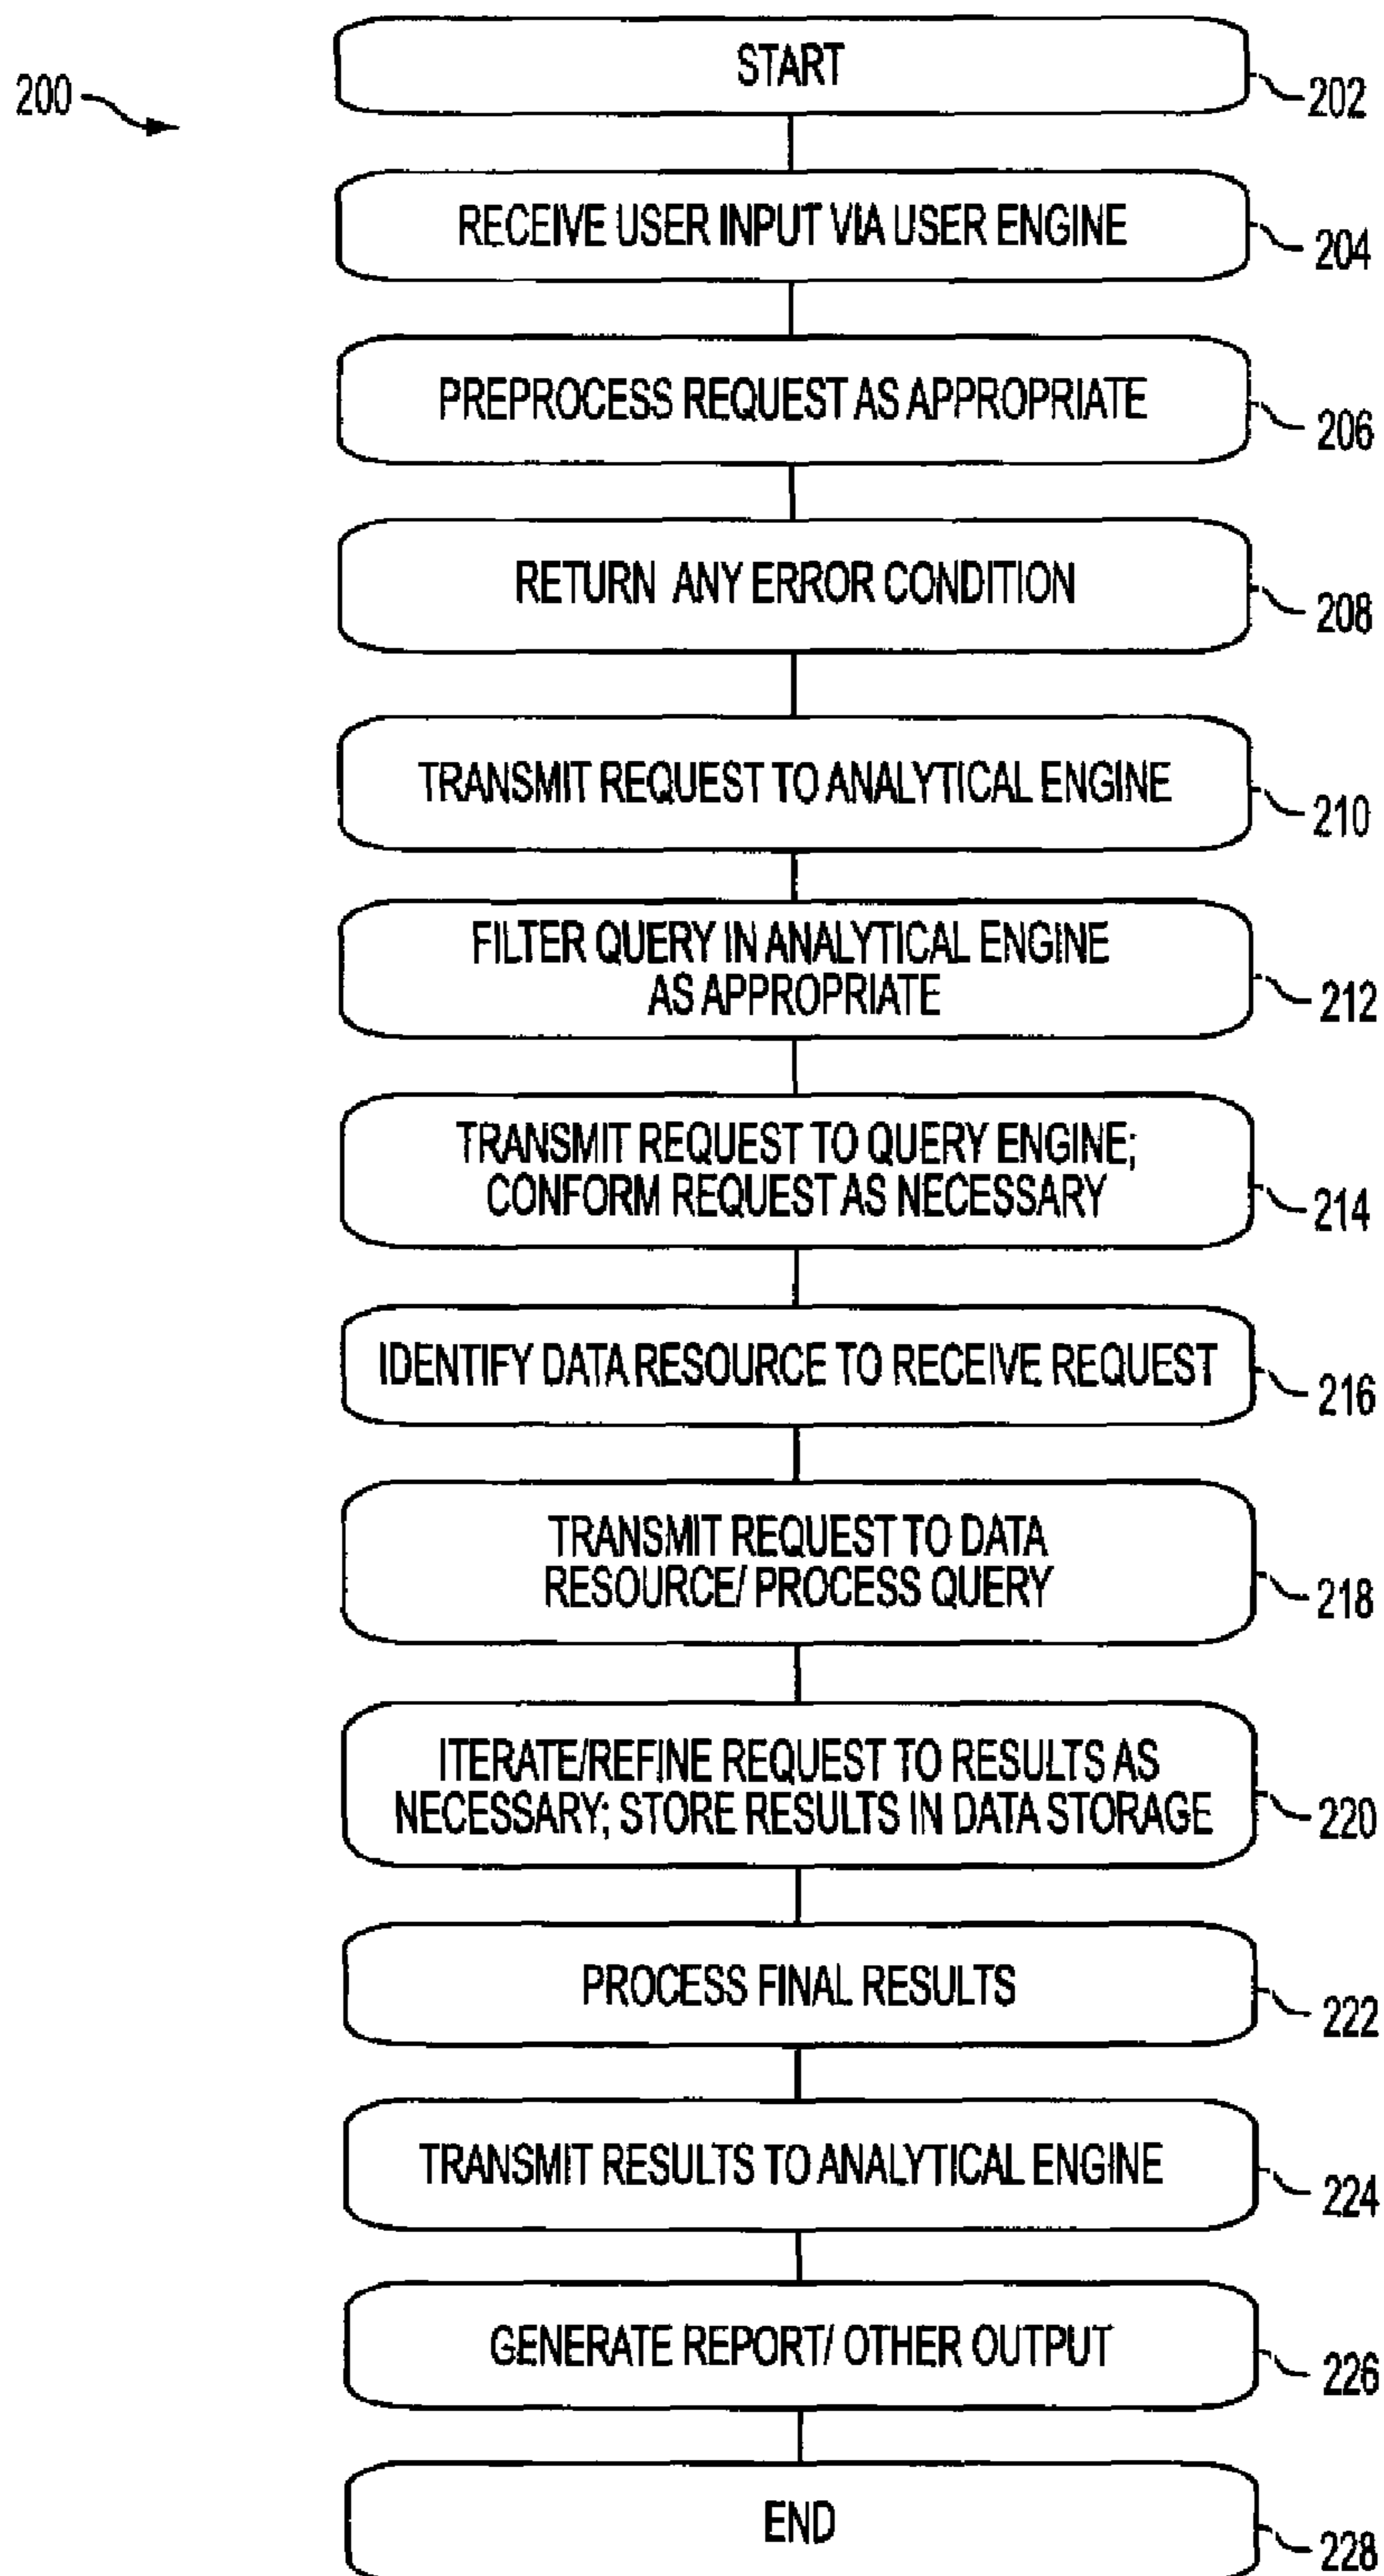 200
START
202
RECEIVE USER INPUT VIA USER ENGINE
204
PREPROCESS REQUEST AS APPROPRIATE
206
RETURN ANY ERROR CONDITION
208
TRANSMIT REQUEST TO ANALYTICAL ENGINE
210
FILTER QUERY IN ANALYTICAL ENGINE
AS APPROPRIATE
212
TRANSMIT REQUEST TO QUERY ENGINE;
CONFORM REQUEST AS NECESSARY
214
IDENTIFY DATA RESOURCE TO RECEIVE REQUEST
216
TRANSMIT REQUEST TO DATA
RESOURCE/ PROCESS QUERY
218
ITERATE/REFINE REQUEST TO RESULTS AS
NECESSARY; STORE RESULTS IN DATA STORAGE
220
PROCESS FINAL RESULTS
222
TRANSMIT RESULTS TO ANALYTICAL ENGINE
224
GENERATE REPORT/ OTHER OUTPUT
226
END
228